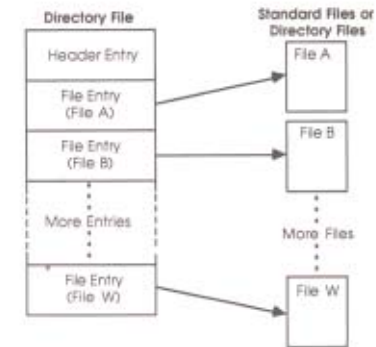 Directory File
Header Entry
File Entry
(File A)
File Entry
(File B)
More Entries
File Entry
(File W)
Standard Files or
Directory Files
File A
File B
More Files
File W